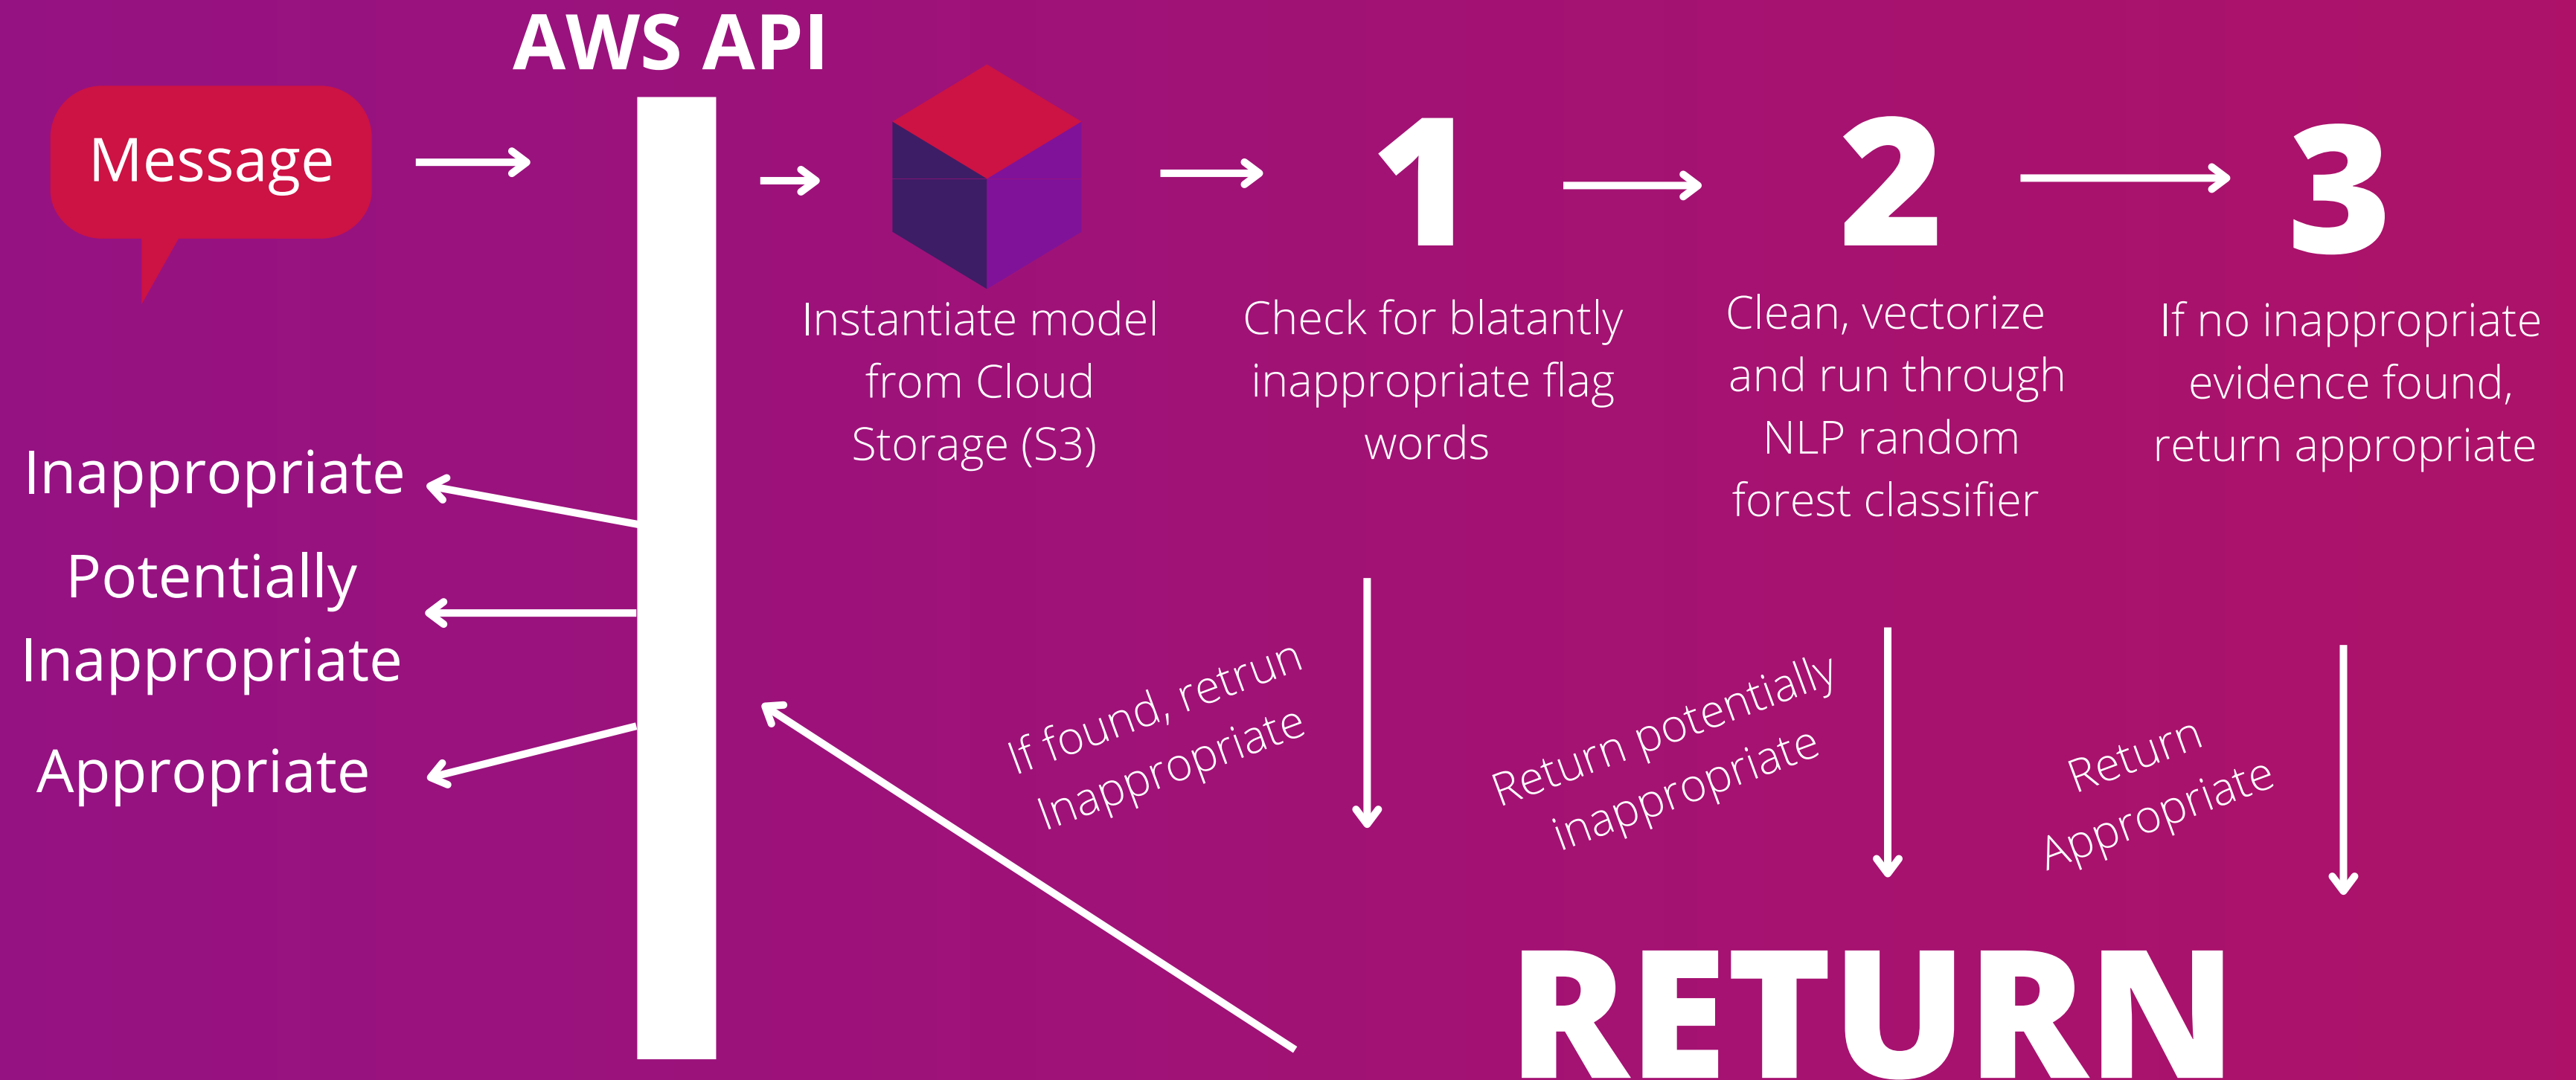 AWS API
Message
1
2
3
Instantiate model
from Cloud
Storage (S3)
Check for blatantly
inappropriate flag
words
Clean, vectorize
and run through
NLP random
forest classifier
If no inappropriate
evidence found,
return appropriate
Inappropriate
Potentially
Inappropriate
Appropriate
If found, retrun
Inappropriate
Return potentially
inappropriate
Return
Appropriate
RETURN